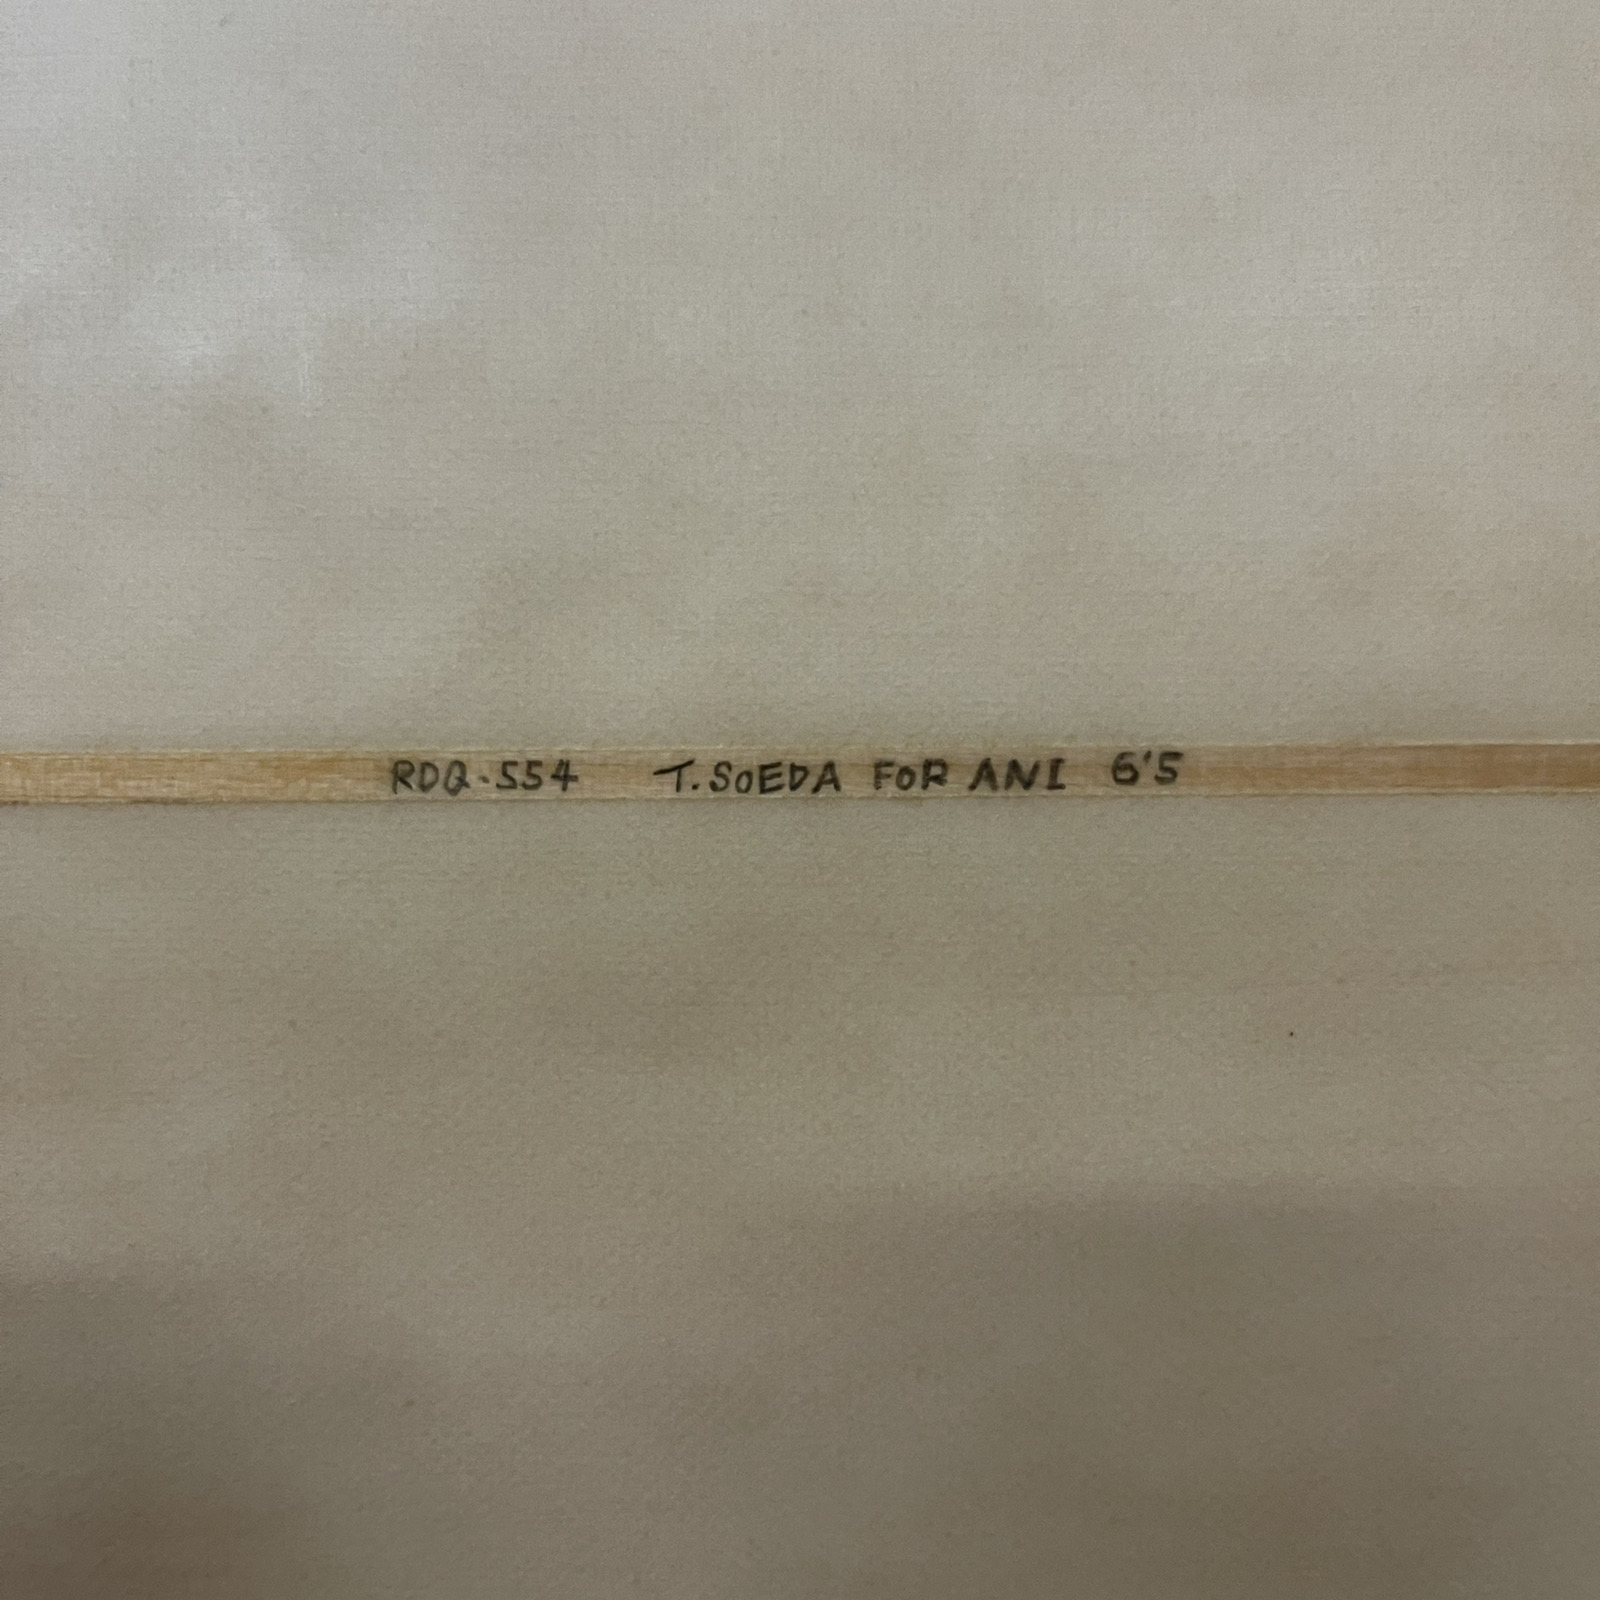 RDQ-554 T.SOEDA FOR ANI 6'5